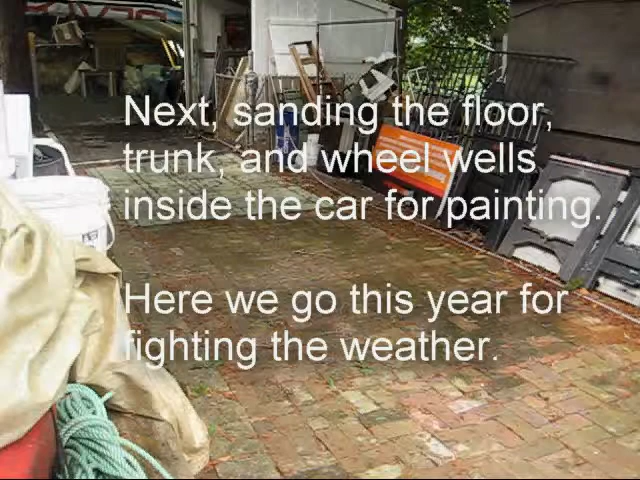 Next, sanding the floor,
trunk, and wheel wells
inside the car for painting.
Here we go this year for
fighting the weather.